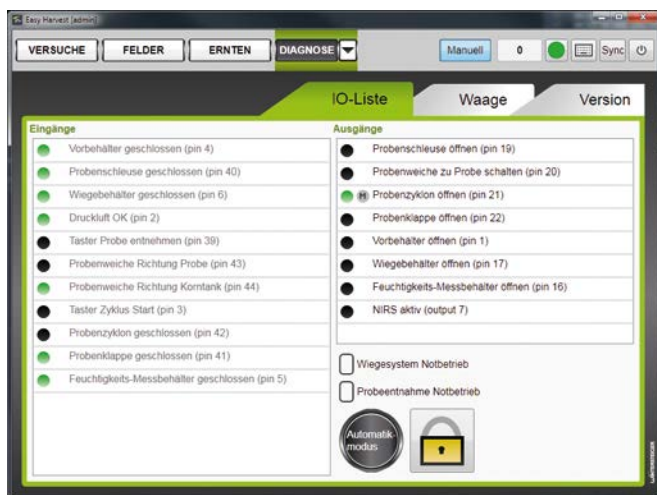 Easy Harvest [admin]
VERSUCHE FELDER ERNTEN DIAGNOSE Manuell 0 Sync
IO-Liste Waage Version
Eingänge
Vorbehälter geschlossen (pin 4)
Probenschleuse geschlossen (pin 40)
Wiegebehälter geschlossen (pin 6)
Druckluft OK (pin 2)
Taster Probe entnehmen (pin 39)
Probenweiche Richtung Probe (pin 43)
Probenweiche Richtung Korntank (pin 44)
Taster Zyklus Start (pin 3)
Probenzyklon geschlossen (pin 42)
Probenklappe geschlossen (pin 41)
Feuchtigkeits-Messbehälter geschlossen (pin 5)
Ausgänge
Probenschleuse öffnen (pin 19)
Probenweiche zu Probe schalten (pin 20)
M Probenzyklon öffnen (pin 21)
Probenklappe öffnen (pin 22)
Vorbehälter öffnen (pin 1)
Wiegebehälter öffnen (pin 17)
Feuchtigkeits-Messbehälter öffnen (pin 16)
NIRS aktiv (output 7)
Wiegesystem Notbetrieb
Probeentnahme Notbetrieb
Automatik-
modus